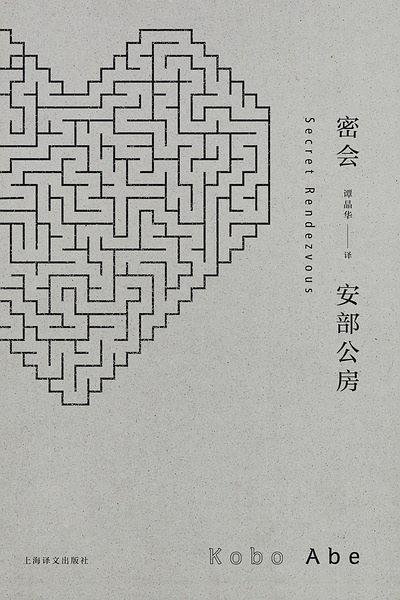 密会
Secret Rendezvous
谭晶华
译
安部公房
上海译文出版社
Kobo Abe